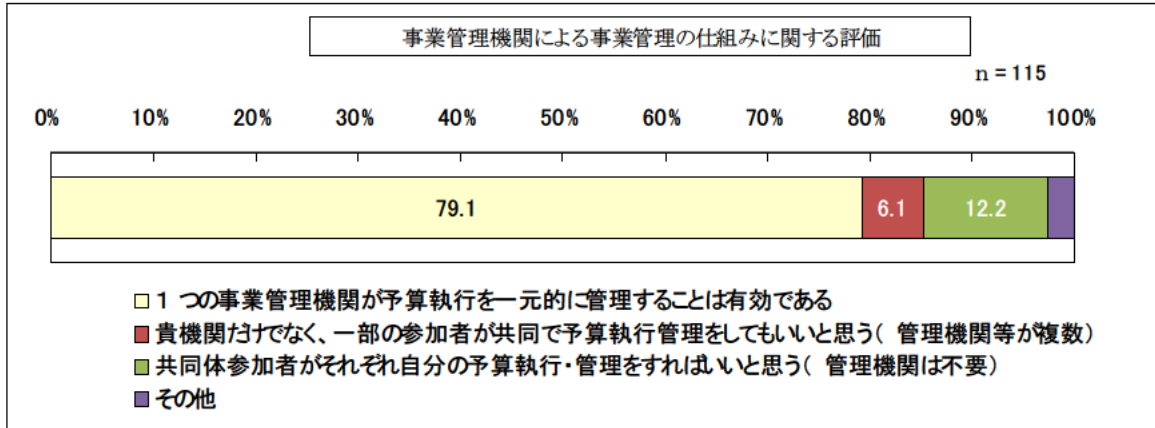 事業管理機関による事業管理の仕組みに関する評価
n = 115
0% 10% 20% 30% 40% 50% 60% 70% 80% 90% 100%
79.1 6.1 12.2
1 つの事業管理機関が予算執行を一元的に管理することは有効である
貴機関だけでなく、一部の参加者が共同で予算執行管理をしてもいいと思う( 管理機関等が複数)
共同体参加者がそれぞれ自分の予算執行・管理をすればいいと思う( 管理機関は不要)
その他